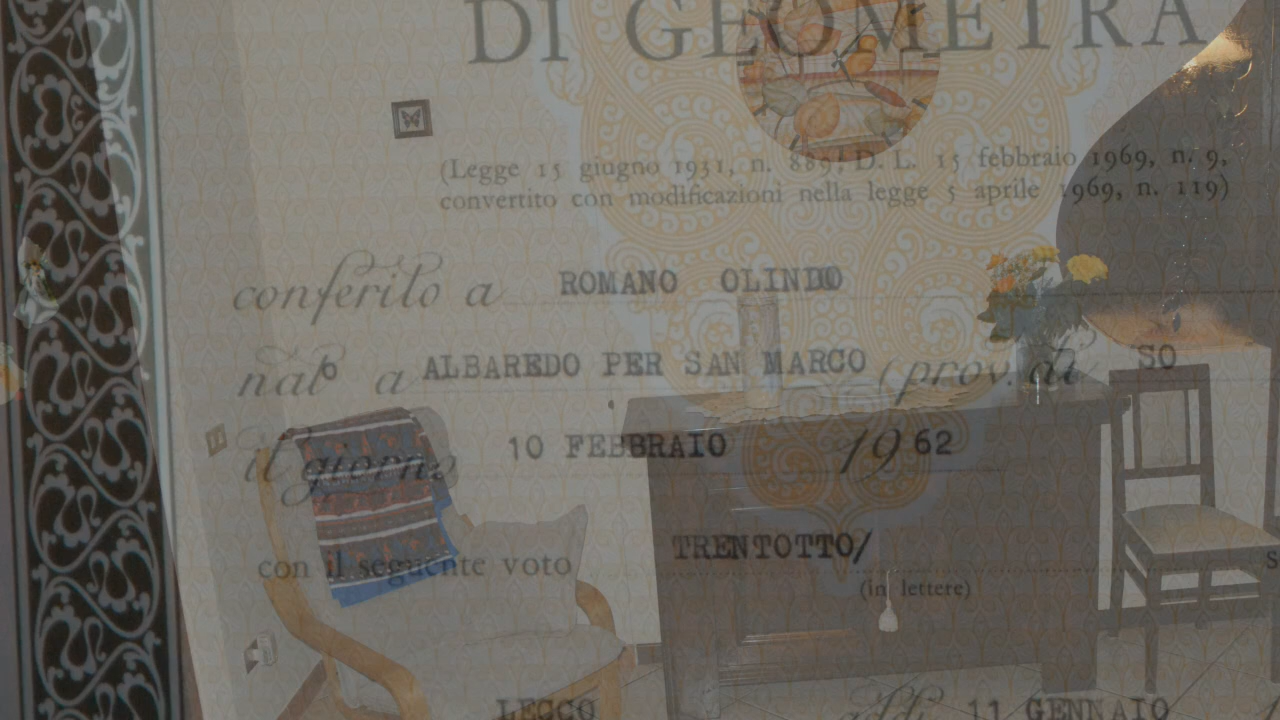 DI GEOMETRA
(Legge 15 giugno 1931, n. 889, D. L. 15 febbraio 1969, n. 9,
convertito con modificazioni nella legge 5 aprile 1969, n. 119)
conferito a ROMANO OLINDO
nat6 a ALBAREDO PER SAN MARCO (prov. di SO
il giorno 10 FEBBRAIO 1962
con il seguente voto TRENTOTTO/
(in lettere)
LECCO addì 11 GENNAIO